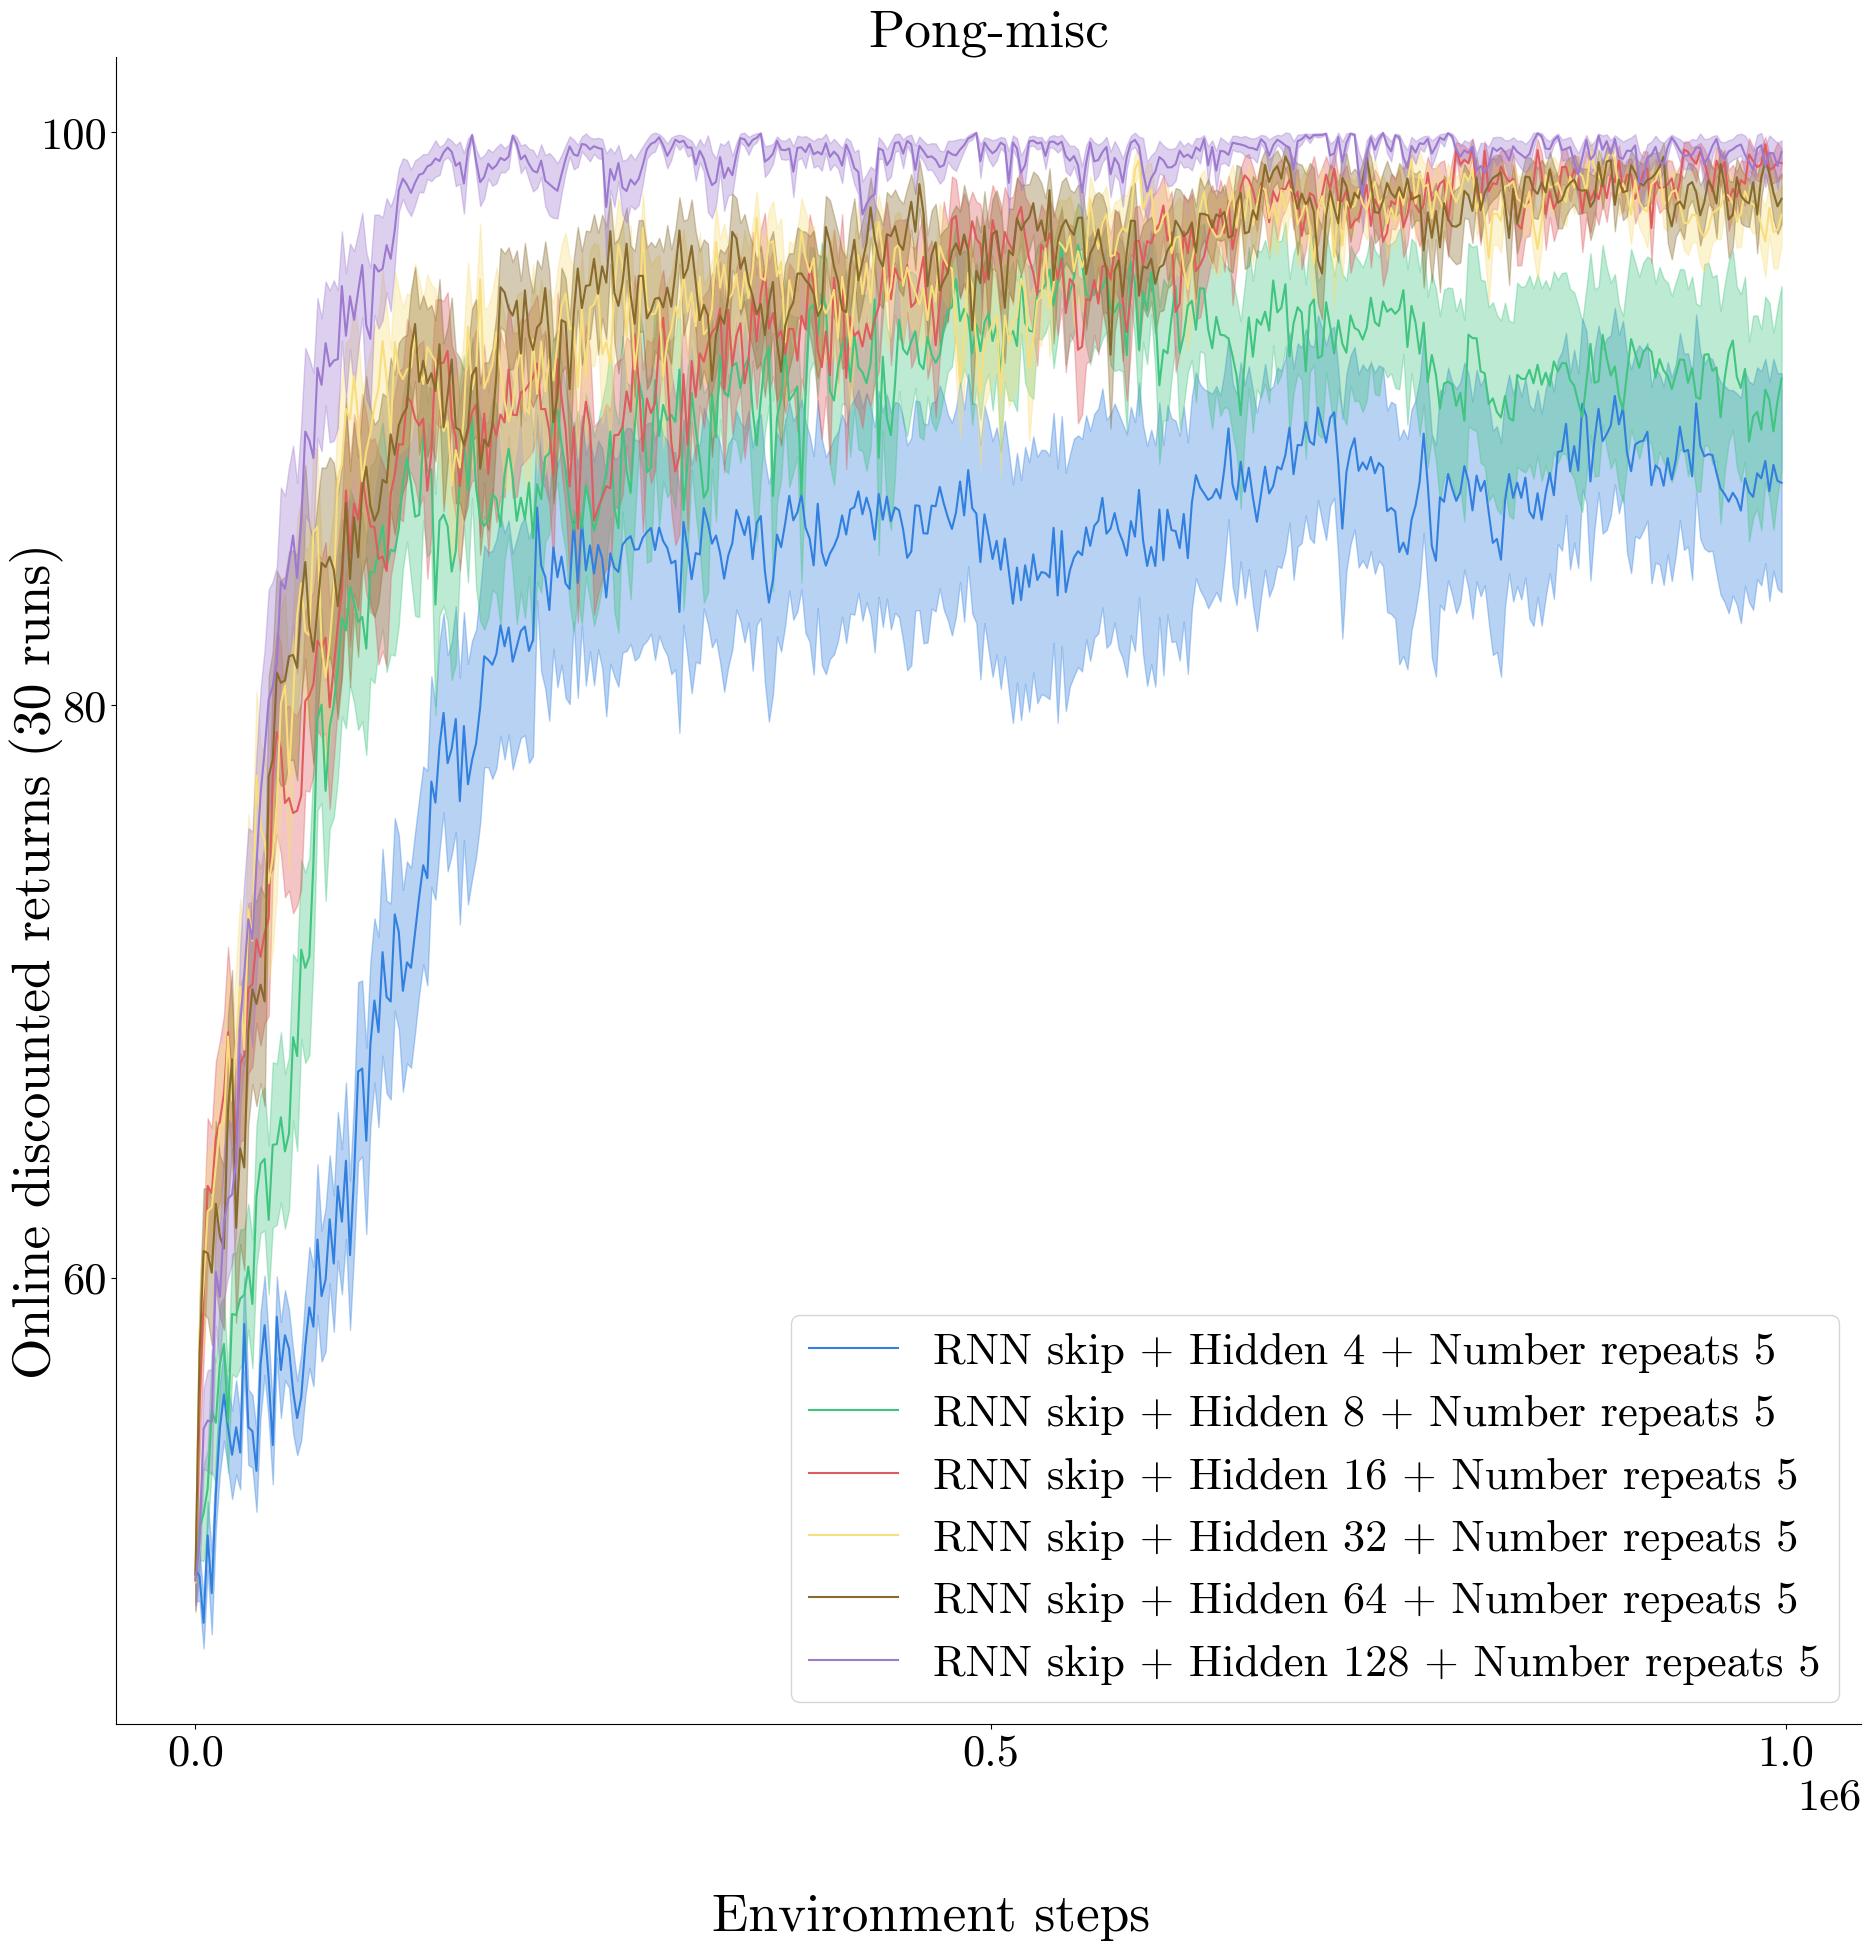 Pong-misc
Online discounted returns (30 runs)
100
80
60
RNN skip + Hidden 4 + Number repeats 5
RNN skip + Hidden 8 + Number repeats 5
RNN skip + Hidden 16 + Number repeats 5
RNN skip + Hidden 32 + Number repeats 5
RNN skip + Hidden 64 + Number repeats 5
RNN skip + Hidden 128 + Number repeats 5
0.0 0.5 1.0
1e6
Environment steps